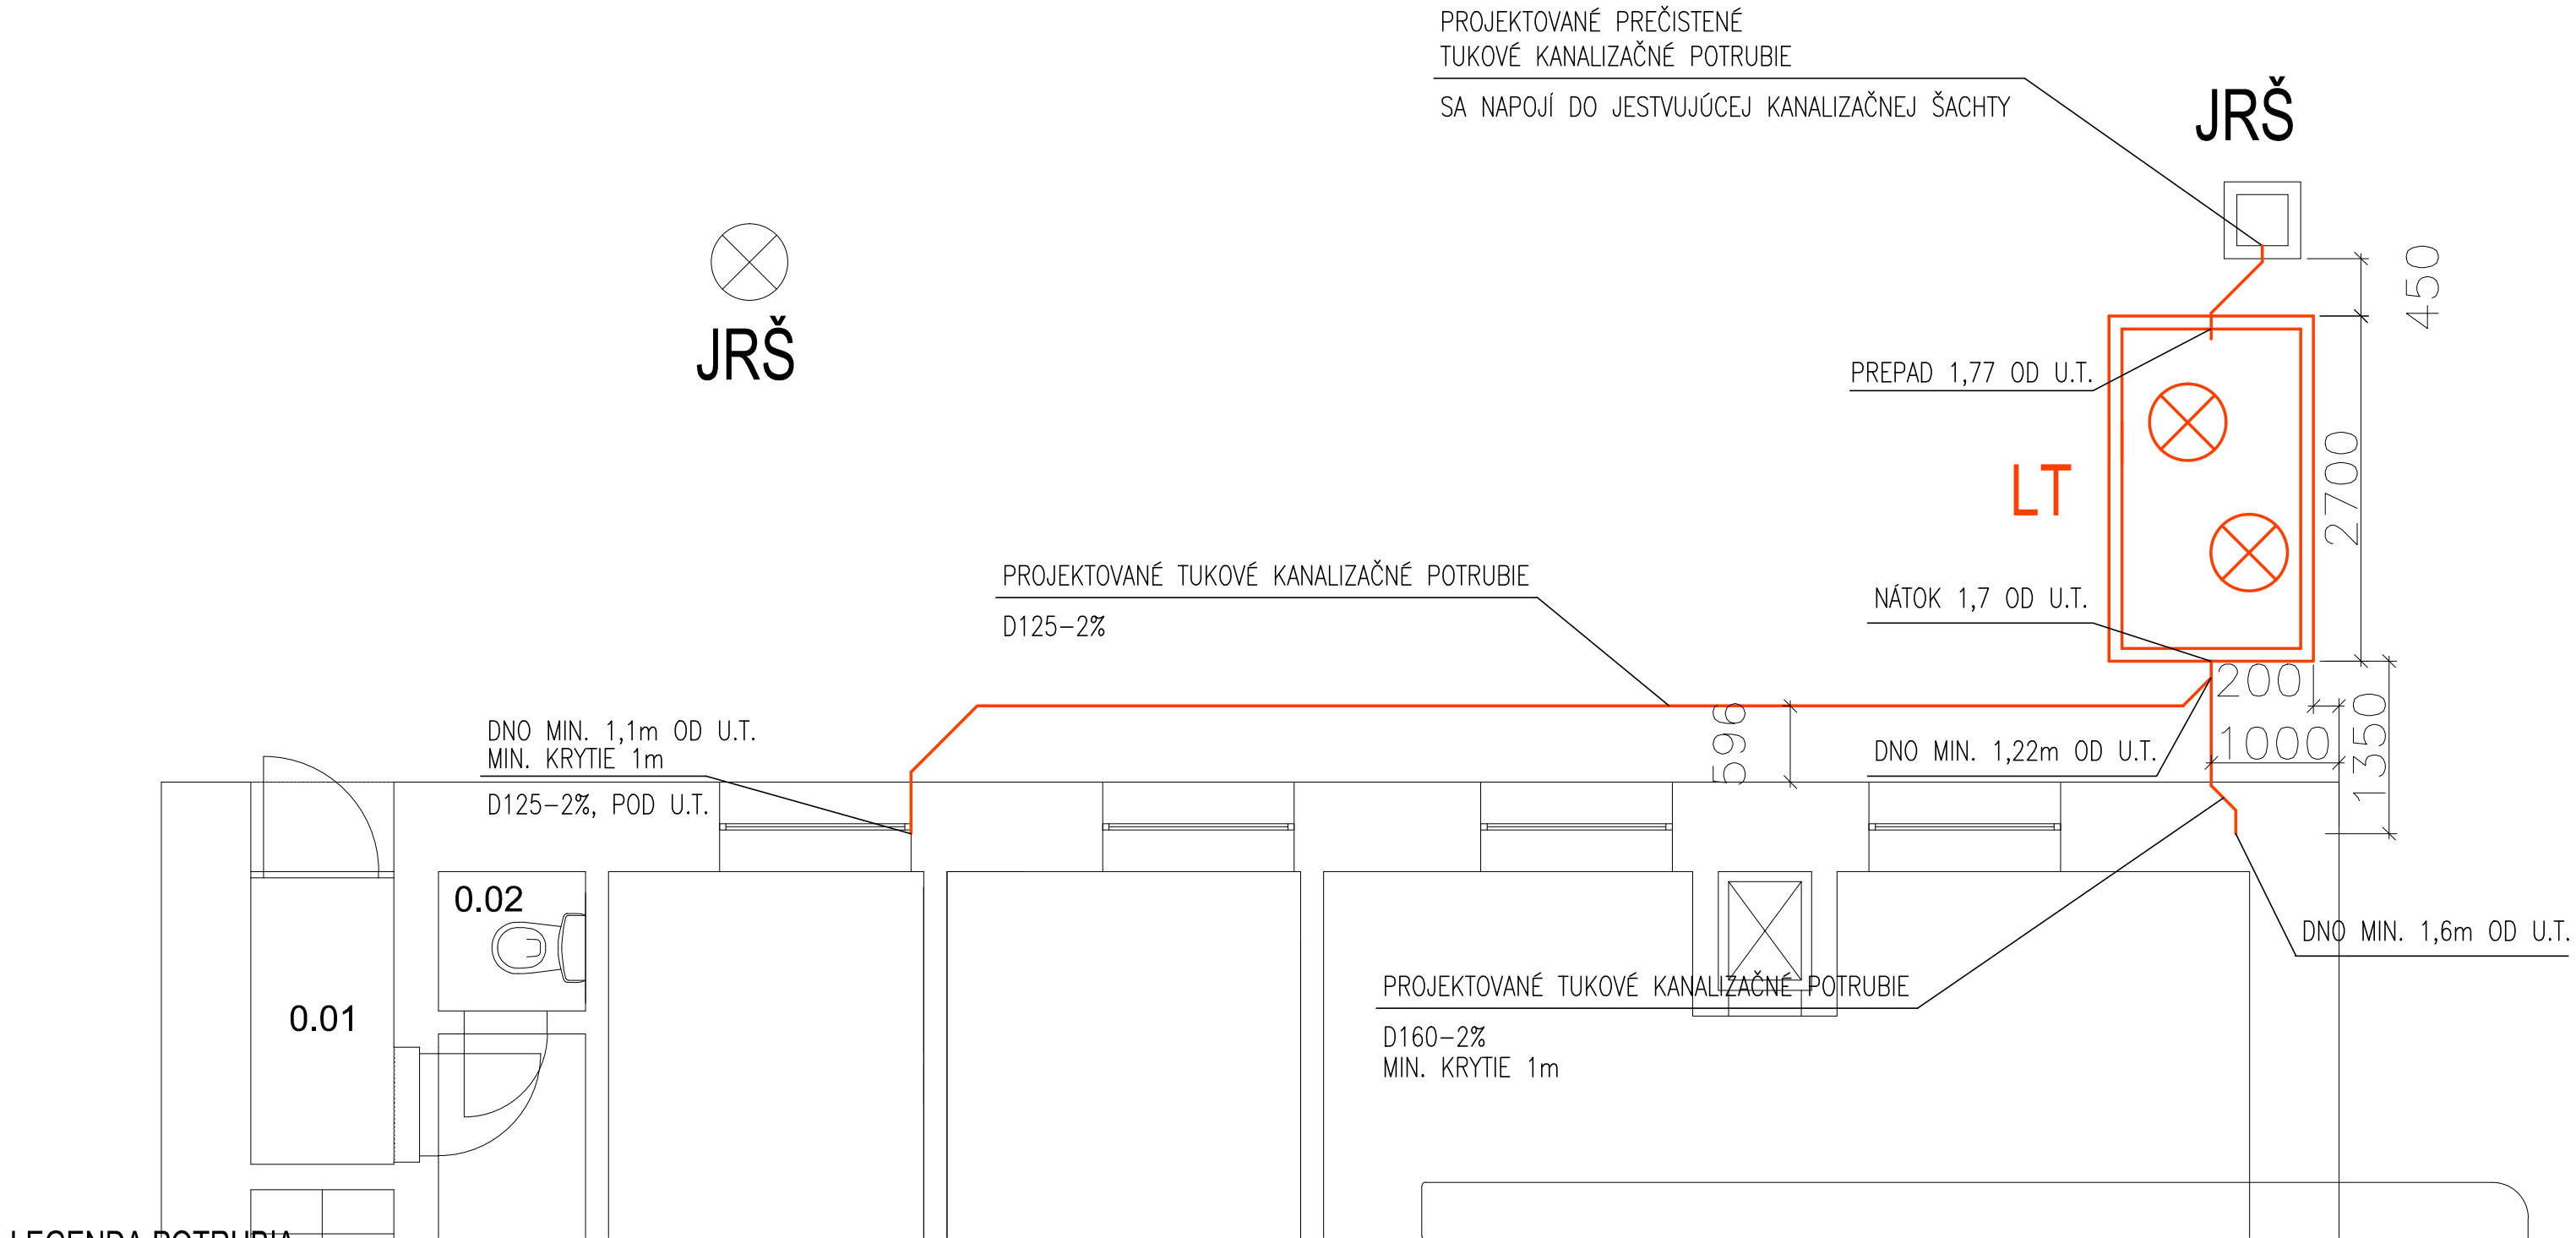 PROJEKTOVANÉ PREČISTENÉ
TUKOVÉ KANALIZAČNÉ POTRUBIE
SA NAPOJÍ DO JESTVUJÚCEJ KANALIZAČNEJ ŠACHTY
JRŠ
JRŠ
450
PREPAD 1,77 OD U.T.
LT
2700
PROJEKTOVANÉ TUKOVÉ KANALIZAČNÉ POTRUBIE
D125-2%
NÁTOK 1,7 OD U.T.
200
1000
1350
596
DNO MIN. 1,1m OD U.T.
MIN. KRYTIE 1m
D125-2%, POD U.T.
DNO MIN. 1,22m OD U.T.
0.02
0.01
DNO MIN. 1,6m OD U.T.
PROJEKTOVANÉ TUKOVÉ KANALIZAČNÉ POTRUBIE
D160-2%
MIN. KRYTIE 1m
LEGENDA POTRUBIA